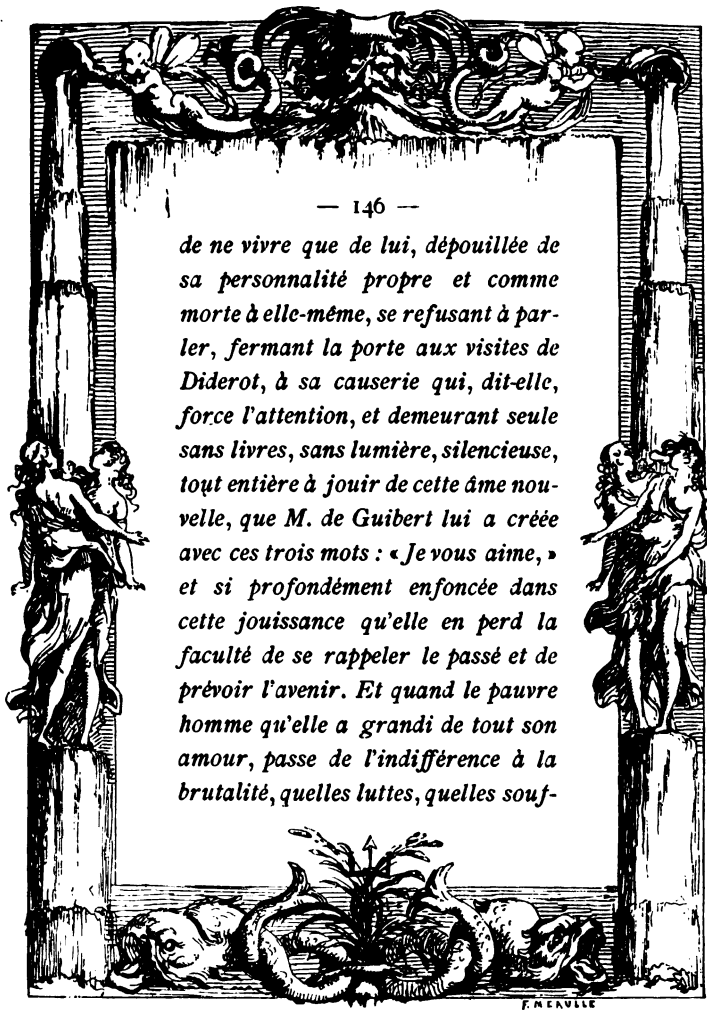 — 146 —
de ne vivre que de lui, dépouillée de
sa personnalité propre et comme
morte à elle-même, se refusant à par-
ler, fermant la porte aux visites de
Diderot, à sa causerie qui, dit-elle,
force l'attention, et demeurant seule
sans livres, sans lumière, silencieuse,
tout entière à jouir de cette âme nou-
velle, que M. de Guibert lui a créée
avec ces trois mots : « Je vous aime, »
et si profondément enfoncée dans
cette jouissance qu'elle en perd la
faculté de se rappeler le passé et de
prévoir l'avenir. Et quand le pauvre
homme qu'elle a grandi de tout son
amour, passe de l'indifférence à la
brutalité, quelles luttes, quelles souf-
F. MÉAULLE